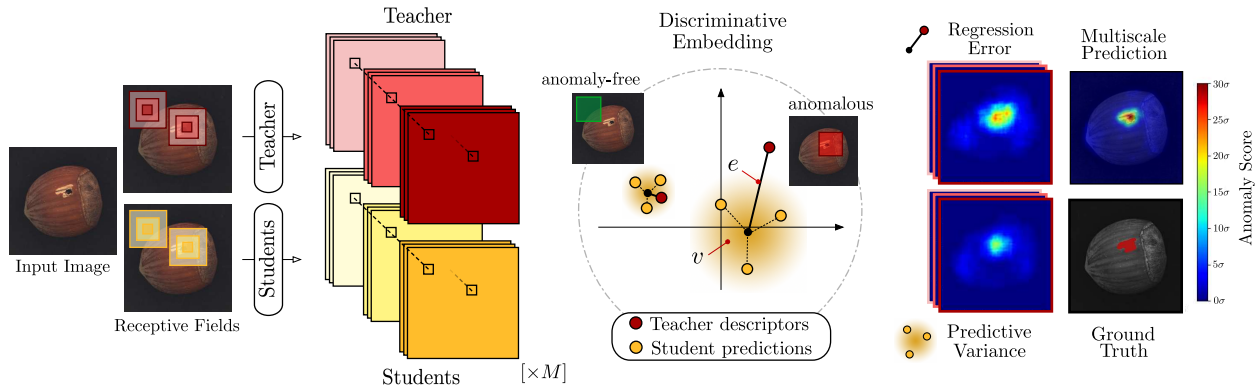 Input Image
Receptive Fields
Teacher
Students
Teacher
Students
[×M]
Discriminative
Embedding
anomaly-free
anomalous
e
v
Teacher descriptors
Student predictions
Regression
Error
Multiscale
Prediction
Predictive
Variance
Ground
Truth
30σ
25σ
20σ
15σ
10σ
5σ
0σ
Anomaly Score